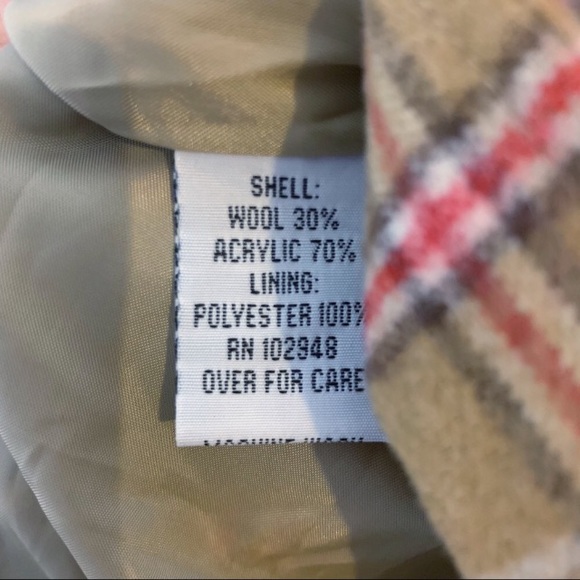 SHELL:
WOOL 30%
ACRYLIC 70%
LINING:
POLYESTER 100%
RN 102948
OVER FOR CARE